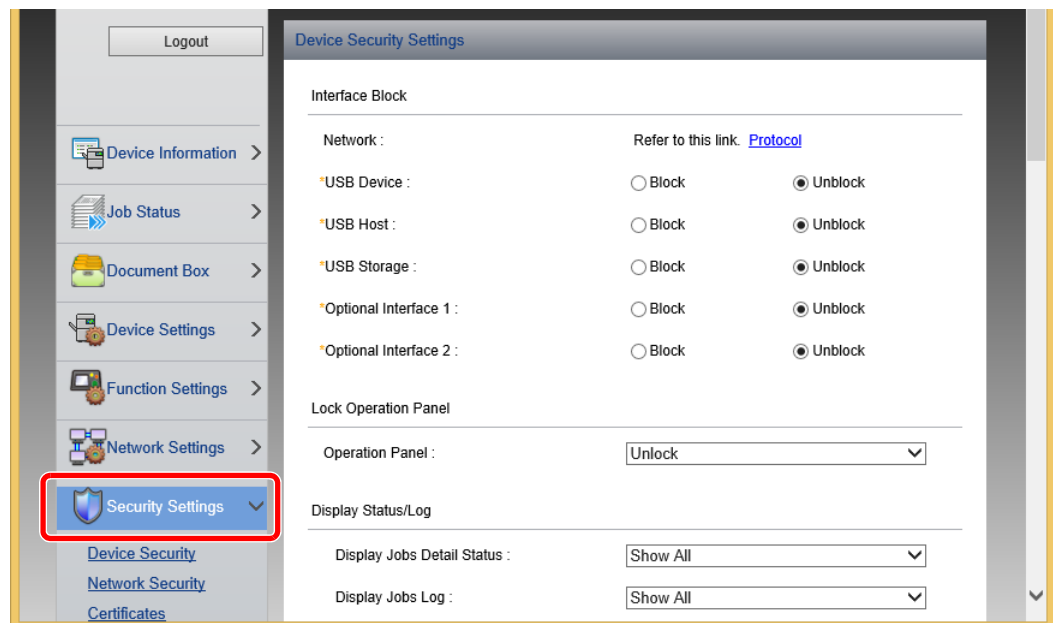 Logout
Device Information
Job Status
Document Box
Device Settings
Function Settings
Network Settings
Security Settings
Device Security
Network Security
Certificates
Device Security Settings
Interface Block
Network : Refer to this link. Protocol
*USB Device : Block Unblock
*USB Host : Block Unblock
*USB Storage : Block Unblock
*Optional Interface 1 : Block Unblock
*Optional Interface 2 : Block Unblock
Lock Operation Panel
Operation Panel : Unlock
Display Status/Log
Display Jobs Detail Status : Show All
Display Jobs Log : Show All